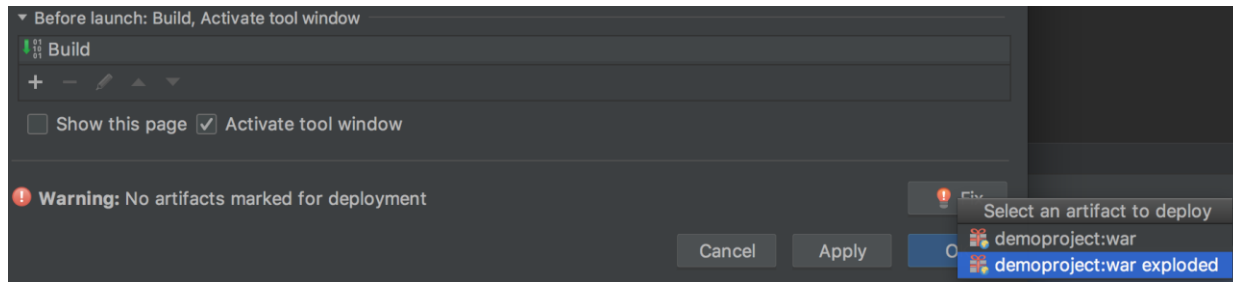 Before launch: Build, Activate tool window
Build
Show this page Activate tool window
Warning: No artifacts marked for deployment
Fix
Select an artifact to deploy
demoproject:war
demoproject:war exploded
Cancel Apply O